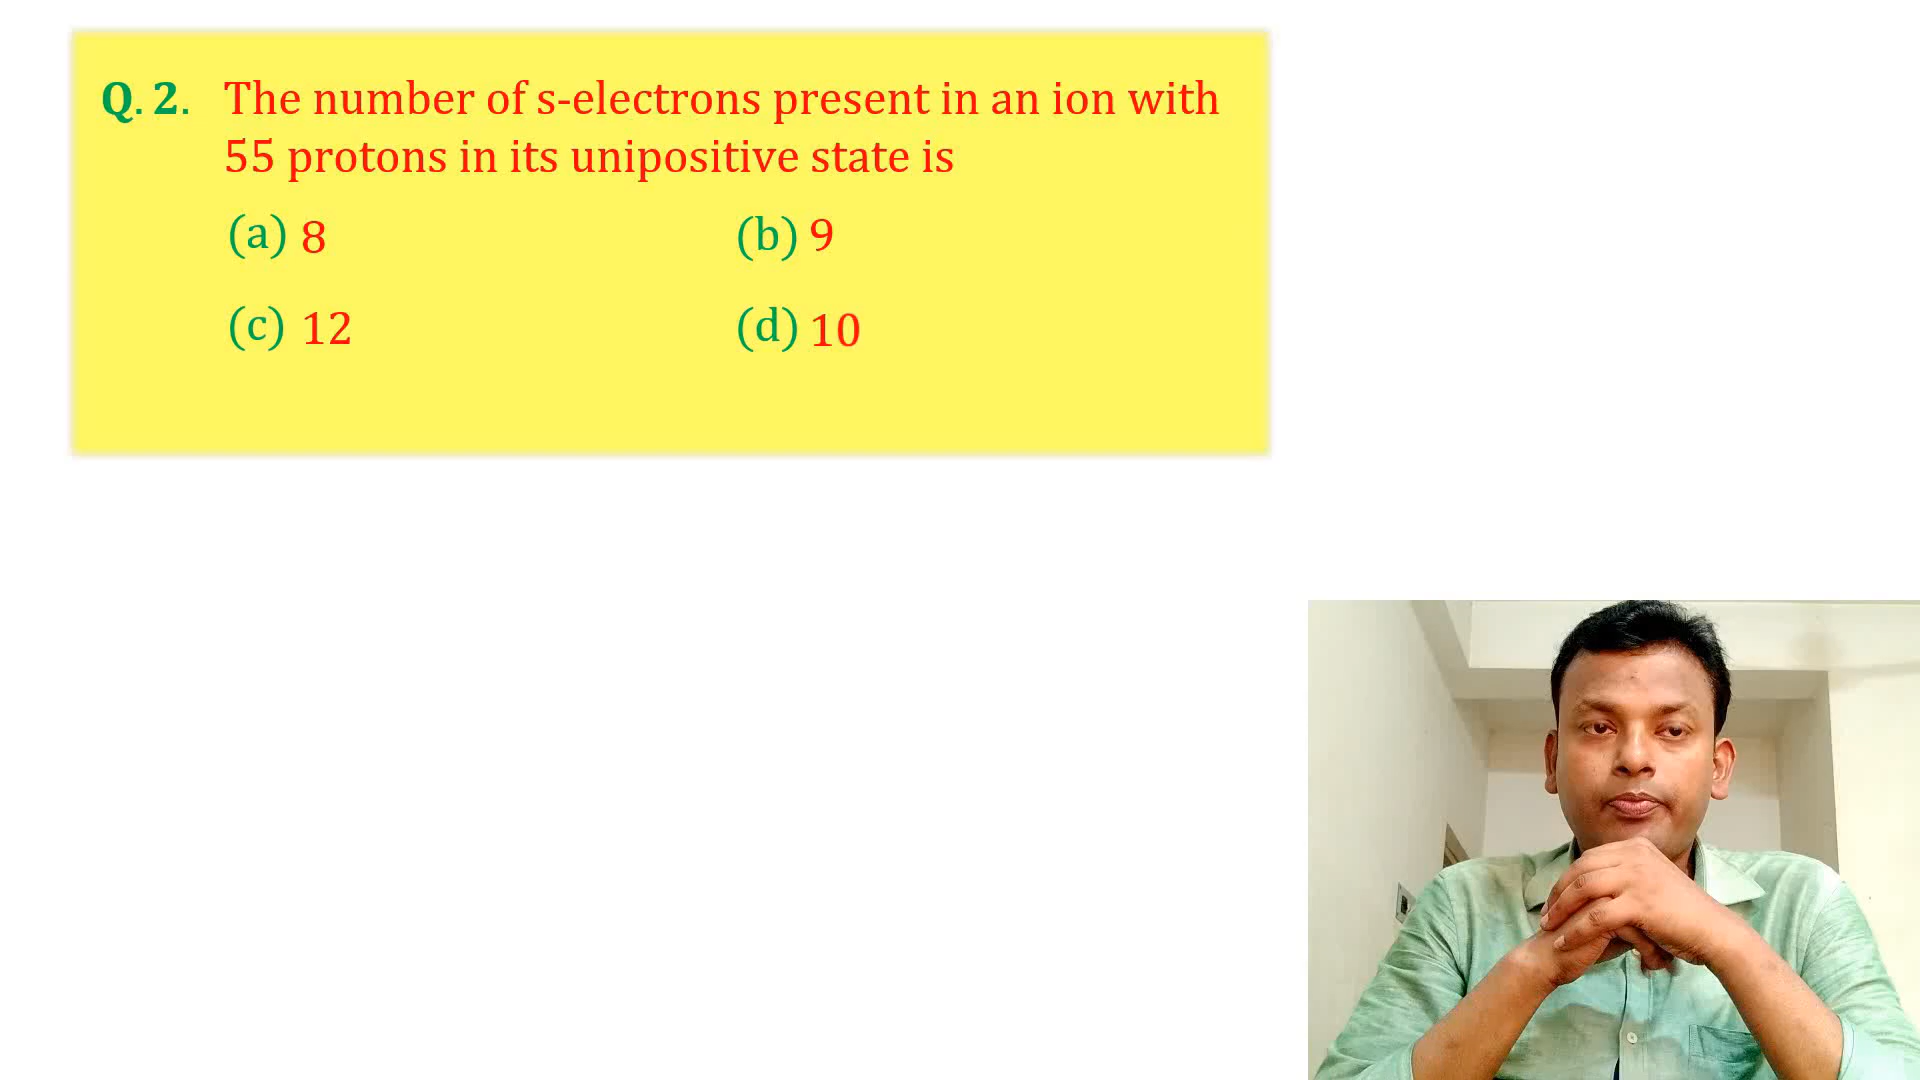 Q. 2. The number of s-electrons present in an ion with
55 protons in its unipositive state is
(a) 8 (b) 9
(c) 12 (d) 10